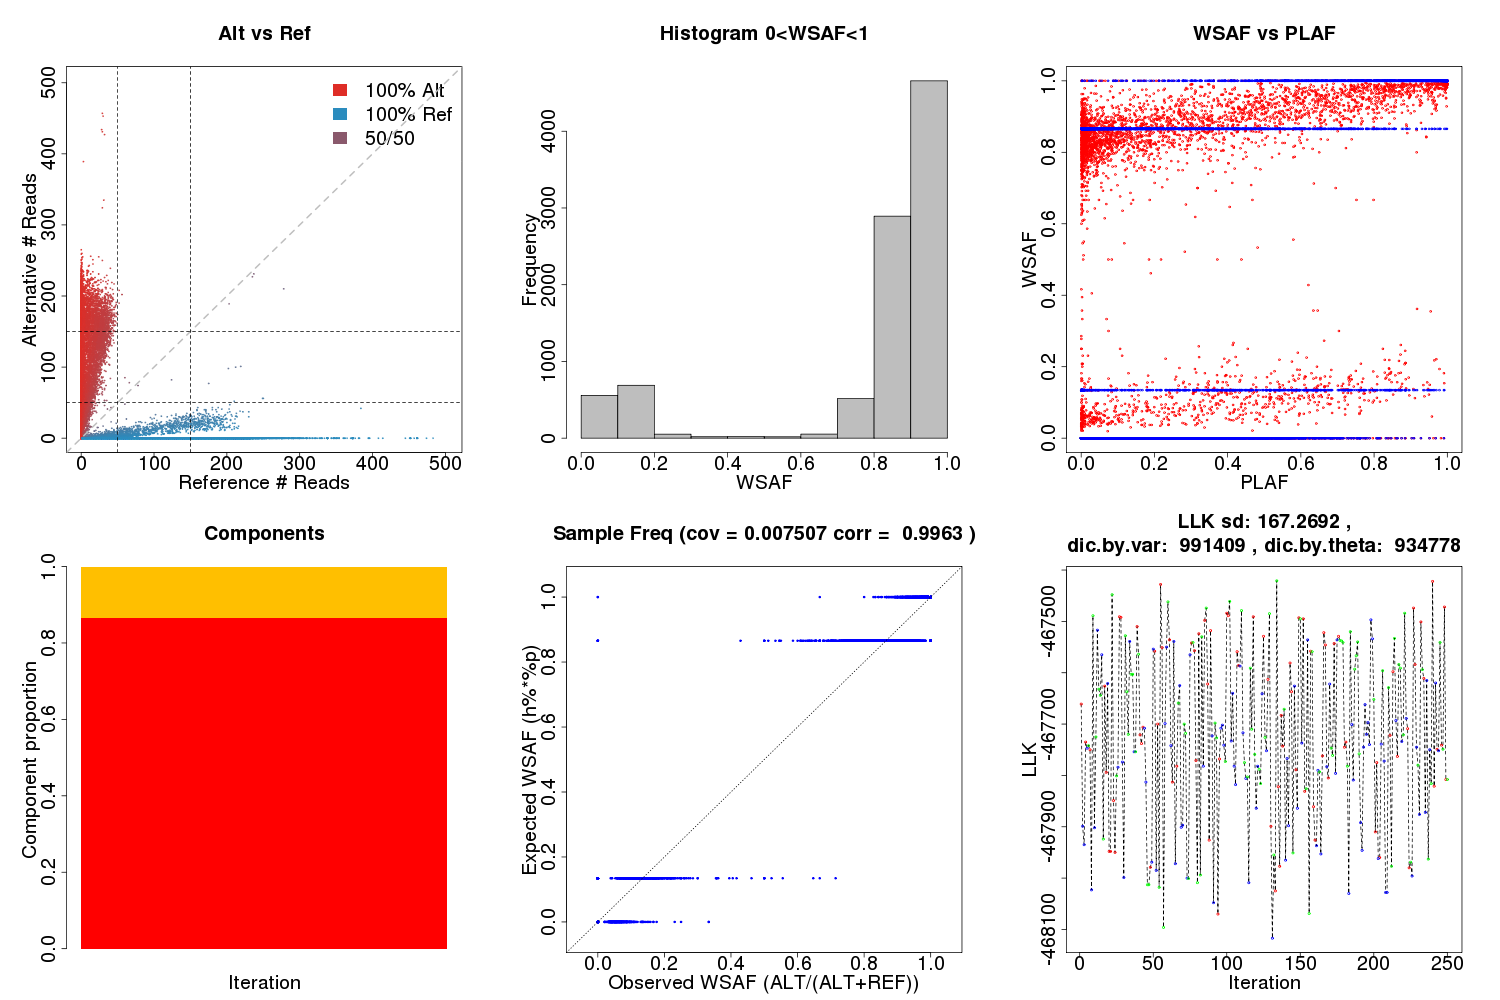 Alt vs Ref
100% Alt
100% Ref
50/50
Alternative # Reads
0 100 200 300 400 500
0 100 200 300 400 500
Reference # Reads
Histogram 0<WSAF<1
Frequency
0 1000 2000 3000 4000
0.0 0.2 0.4 0.6 0.8 1.0
WSAF
WSAF vs PLAF
WSAF
0.0 0.2 0.4 0.6 0.8 1.0
0.0 0.2 0.4 0.6 0.8 1.0
PLAF
Components
Component proportion
0.0 0.2 0.4 0.6 0.8 1.0
Iteration
Sample Freq (cov = 0.007507 corr = 0.9963 )
Expected WSAF (h%*%p)
0.0 0.2 0.4 0.6 0.8 1.0
0.0 0.2 0.4 0.6 0.8 1.0
Observed WSAF (ALT/(ALT+REF))
LLK sd: 167.2692 ,
dic.by.var: 991409 , dic.by.theta: 934778
LLK
-468100 -467900 -467700 -467500
0 50 100 150 200 250
Iteration